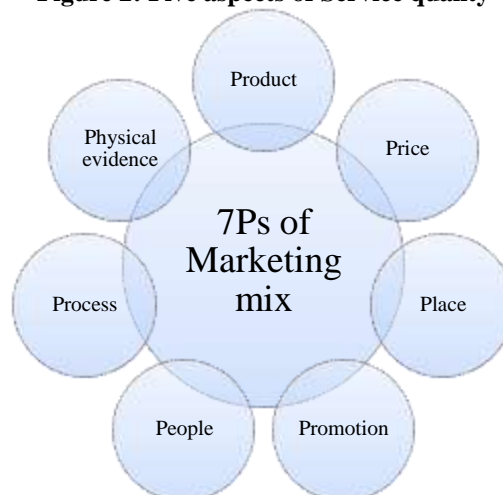 Figure 2: Five aspects of Service quality
Product
Physical
evidence
Price
7Ps of
Marketing
mix
Process
Place
People
Promotion